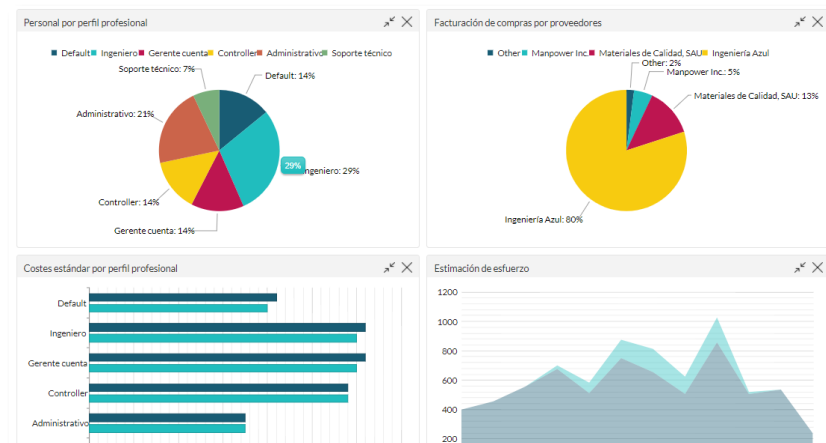 Personal por perfil profesional
Default Ingeniero Gerente cuenta Controller Administrativo Soporte técnico
Soporte técnico: 7%
Default: 14%
Administrativo: 21%
29%
Ingeniero: 29%
Controller: 14%
Gerente cuenta: 14%
Facturación de compras por proveedores
Other Manpower Inc. Materiales de Calidad, SAU Ingeniería Azul
Other: 2%
Manpower Inc.: 5%
Materiales de Calidad, SAU: 13%
Ingeniería Azul: 80%
Costes estándar por perfil profesional
Default
Ingeniero
Gerente cuenta
Controller
Administrativo
Estimación de esfuerzo
1200
1000
800
600
400
200